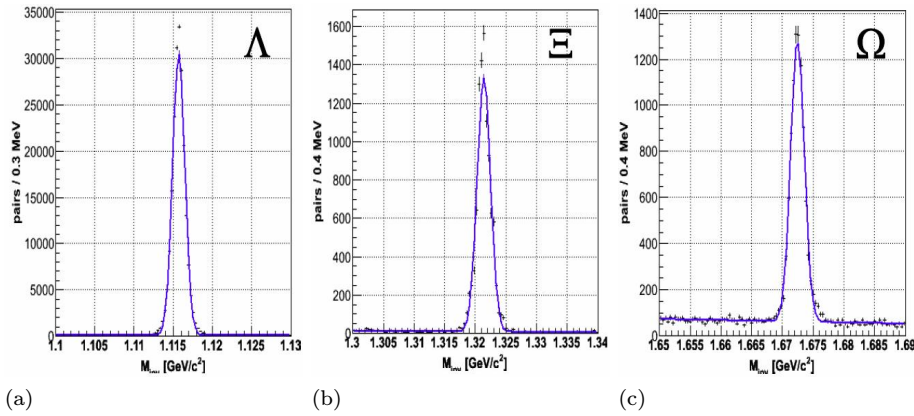 Λ
35000
30000
25000
20000
15000
10000
5000
0
pairs / 0.3 MeV
1.1 1.105 1.11 1.115 1.12 1.125 1.13
M_inv [GeV/c²]
(a)
Ξ
1600
1400
1200
1000
800
600
400
200
0
pairs / 0.4 MeV
1.3 1.305 1.31 1.315 1.32 1.325 1.33 1.335 1.34
M_inv [GeV/c²]
(b)
Ω
1400
1200
1000
800
600
400
200
0
pairs / 0.4 MeV
1.65 1.655 1.66 1.665 1.67 1.675 1.68 1.685 1.69
M_inv [GeV/c²]
(c)